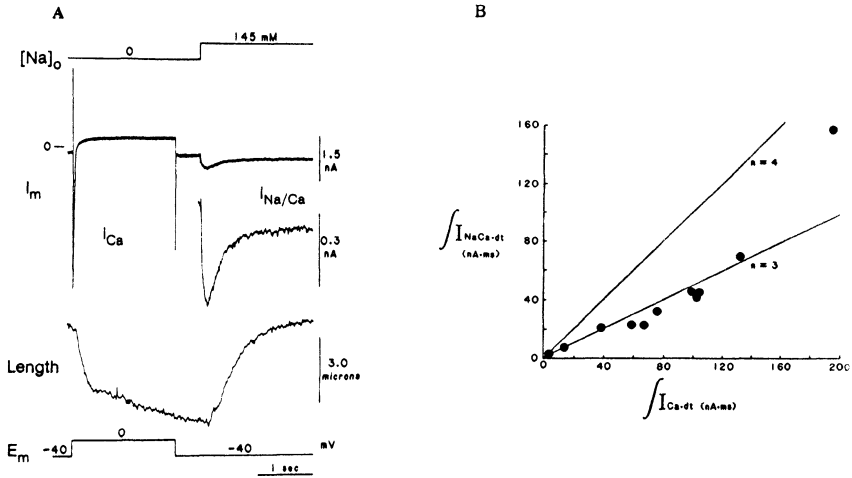 A
[Na]o
0
145 mM
0
Im
1.5
nA
INa/Ca
ICa
0.3
nA
Length
3.0
microns
Em
-40
0
-40
mV
1 sec
B
160
120
80
40
0
0
40
80
120
160
200
n = 4
n = 3
∫INaCa-dt
(nA-ms)
∫ICa-dt (nA-ms)